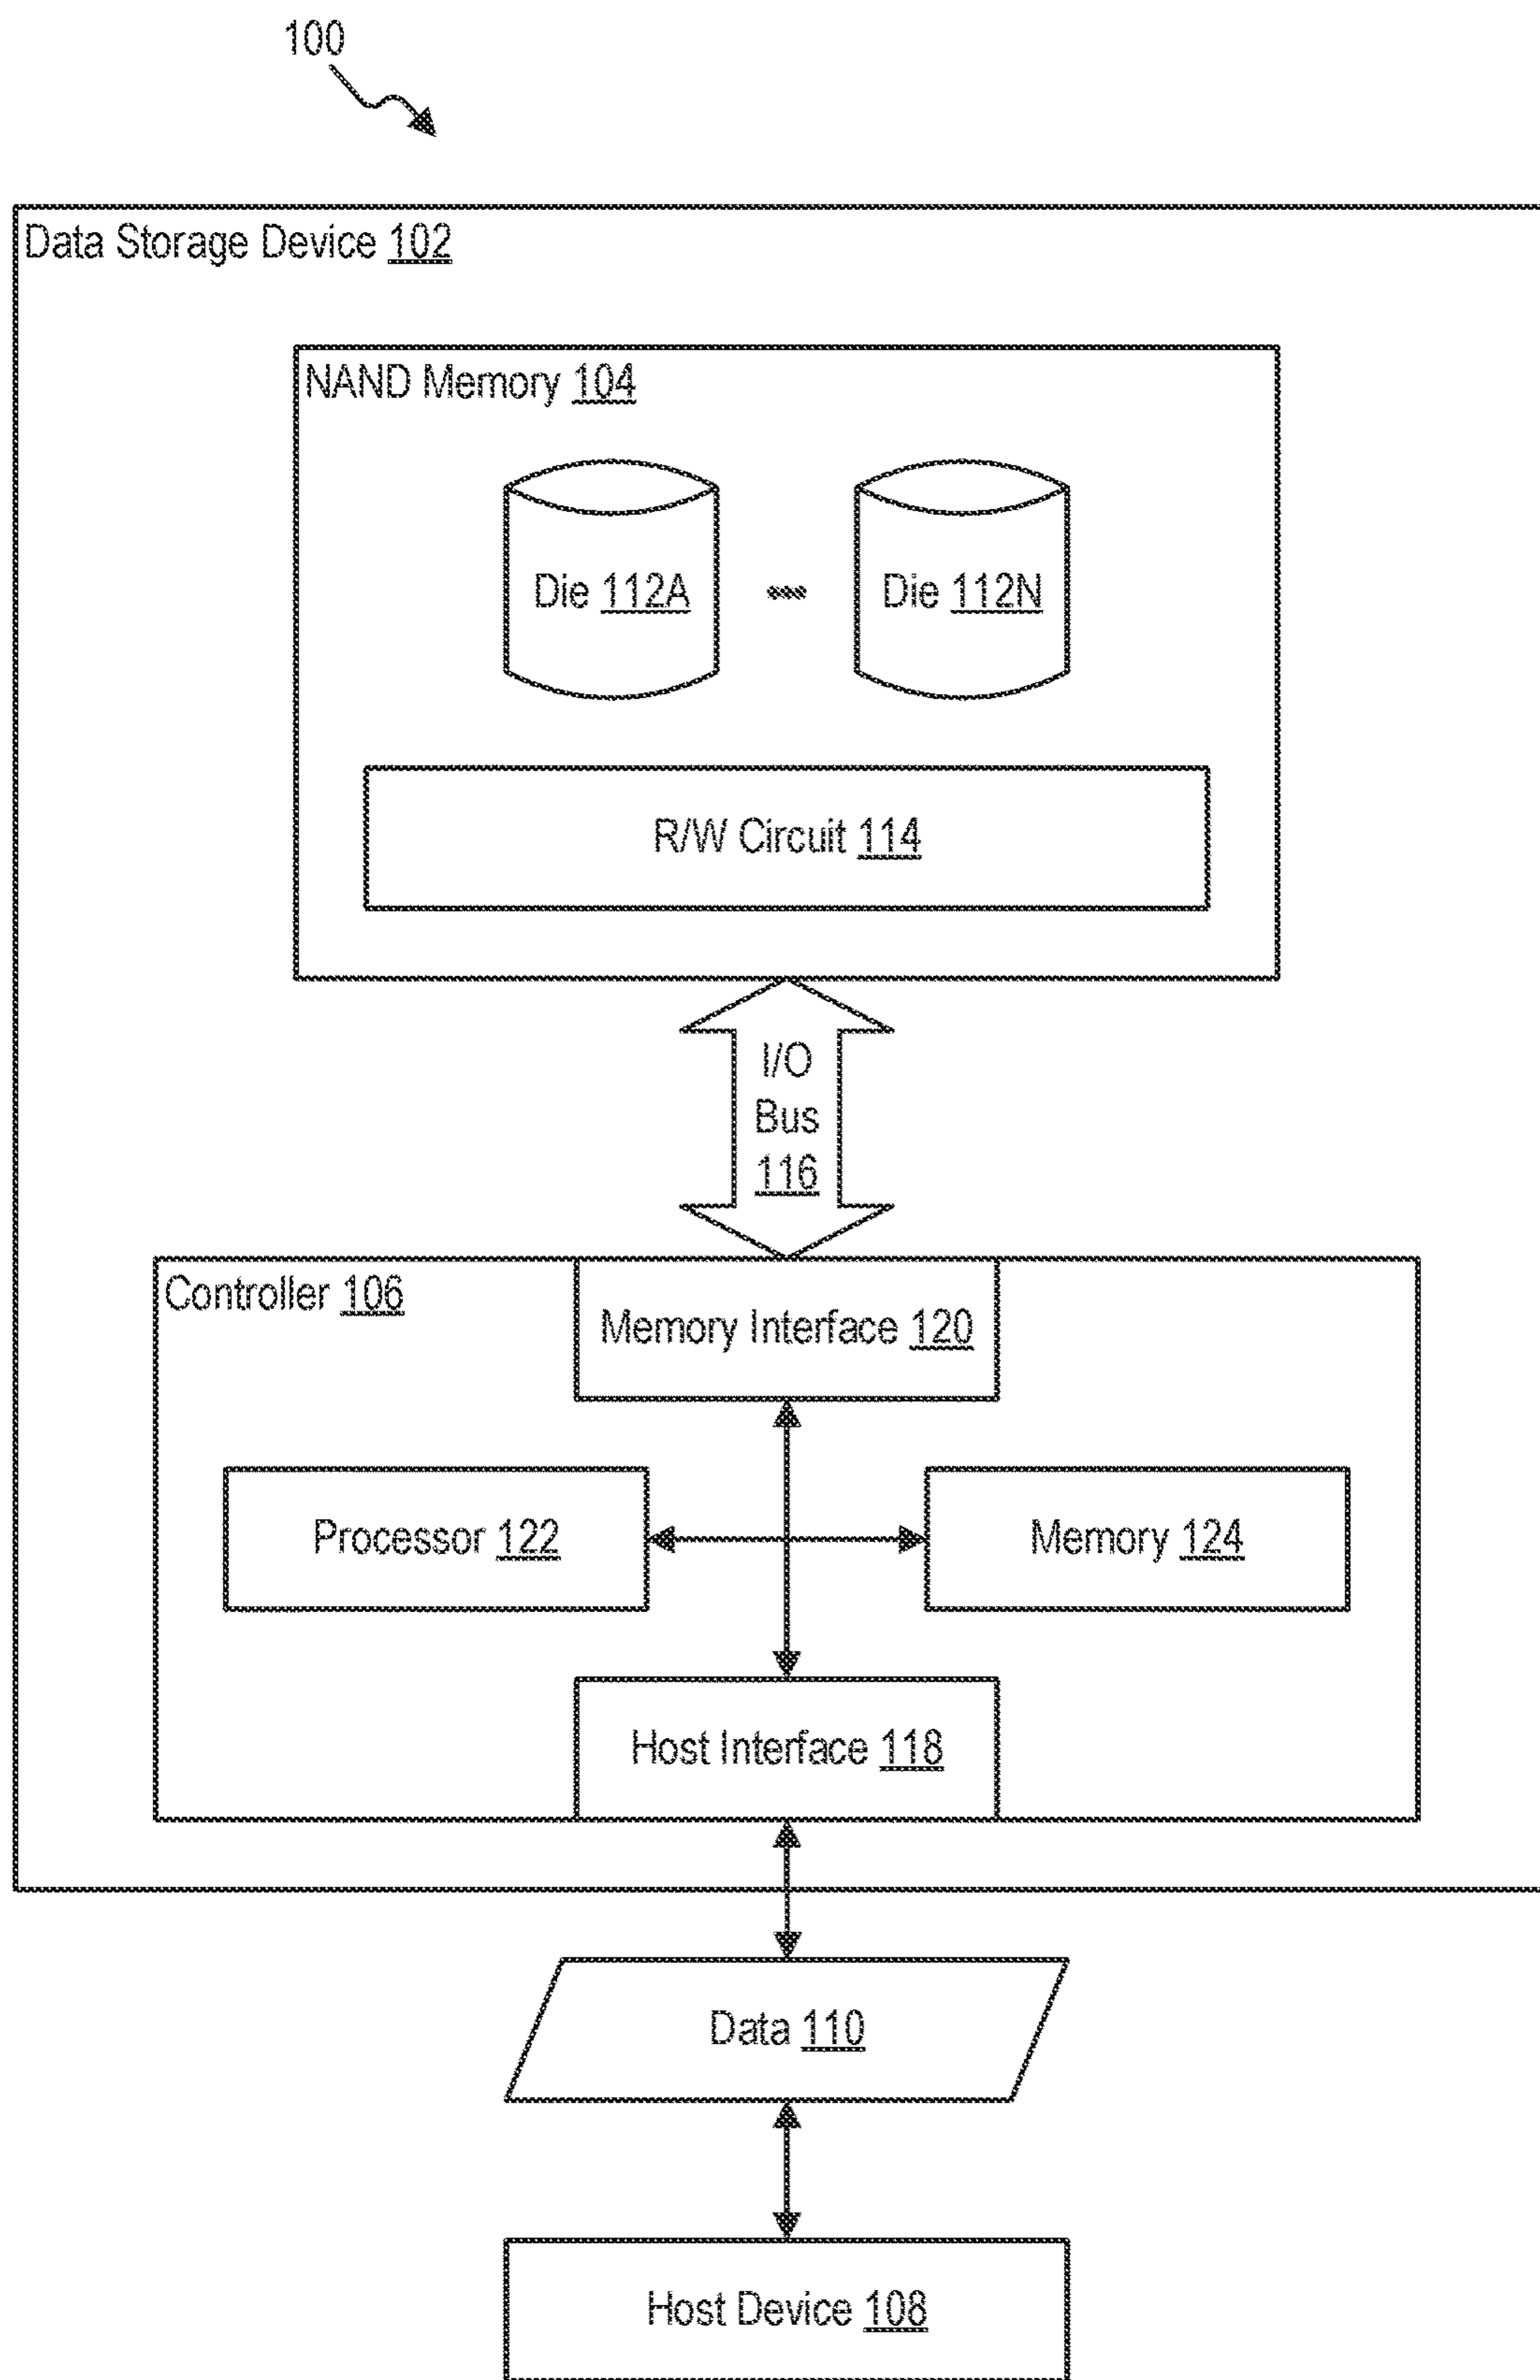 100
Data Storage Device 102
NAND Memory 104
Die 112A
Die 112N
R/W Circuit 114
I/O
Bus
116
Controller 106
Memory Interface 120
Processor 122
Memory 124
Host Interface 118
Data 110
Host Device 108